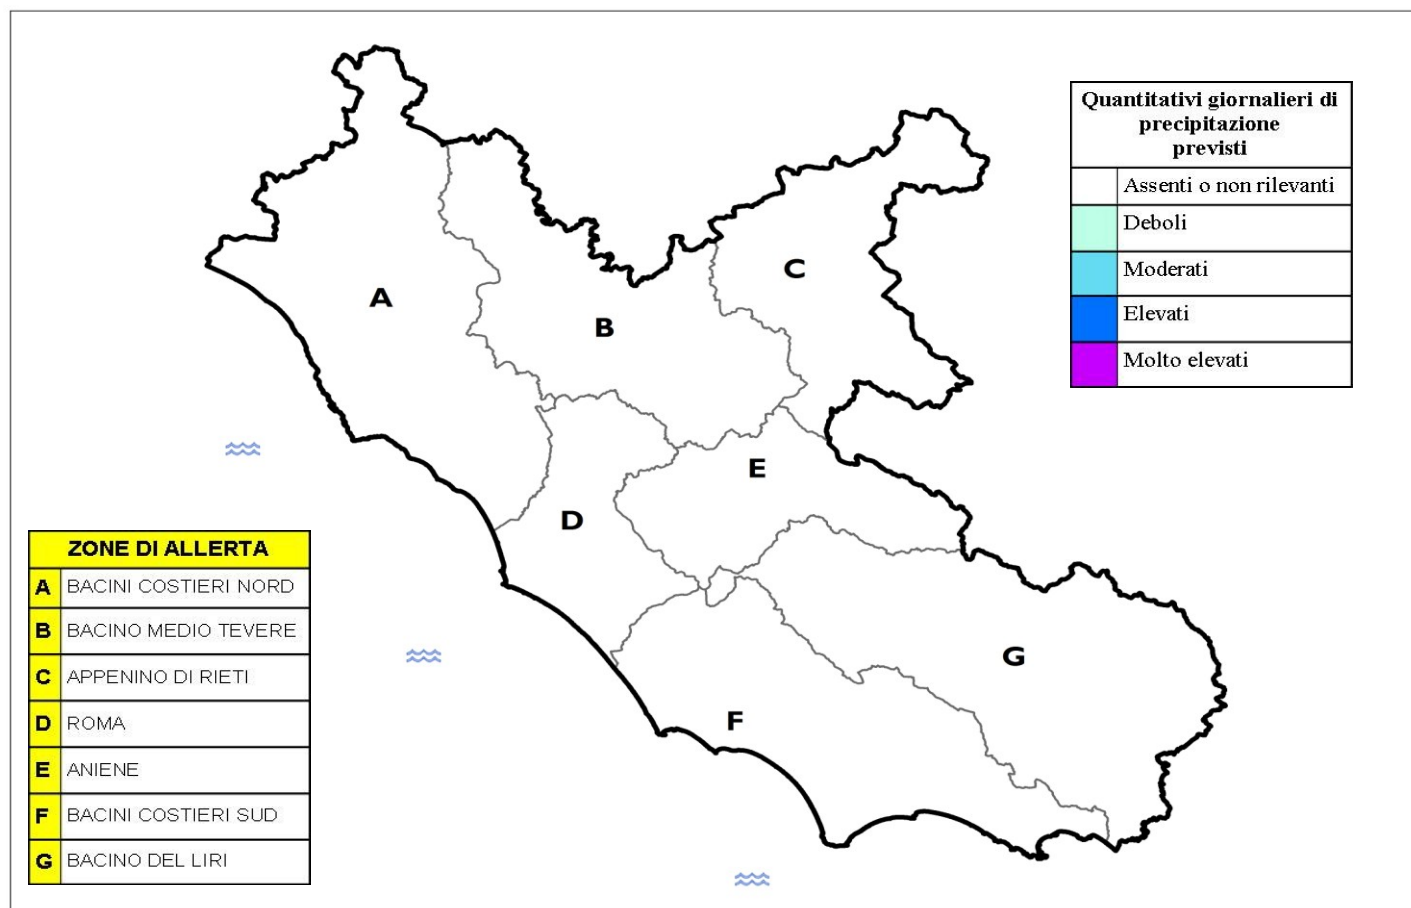 Quantitativi giornalieri di
precipitazione
previsti
Assenti o non rilevanti
Deboli
Moderati
Elevati
Molto elevati
A
B
C
D
E
F
G
ZONE DI ALLERTA
A BACINI COSTIERI NORD
B BACINO MEDIO TEVERE
C APPENINO DI RIETI
D ROMA
E ANIENE
F BACINI COSTIERI SUD
G BACINO DEL LIRI